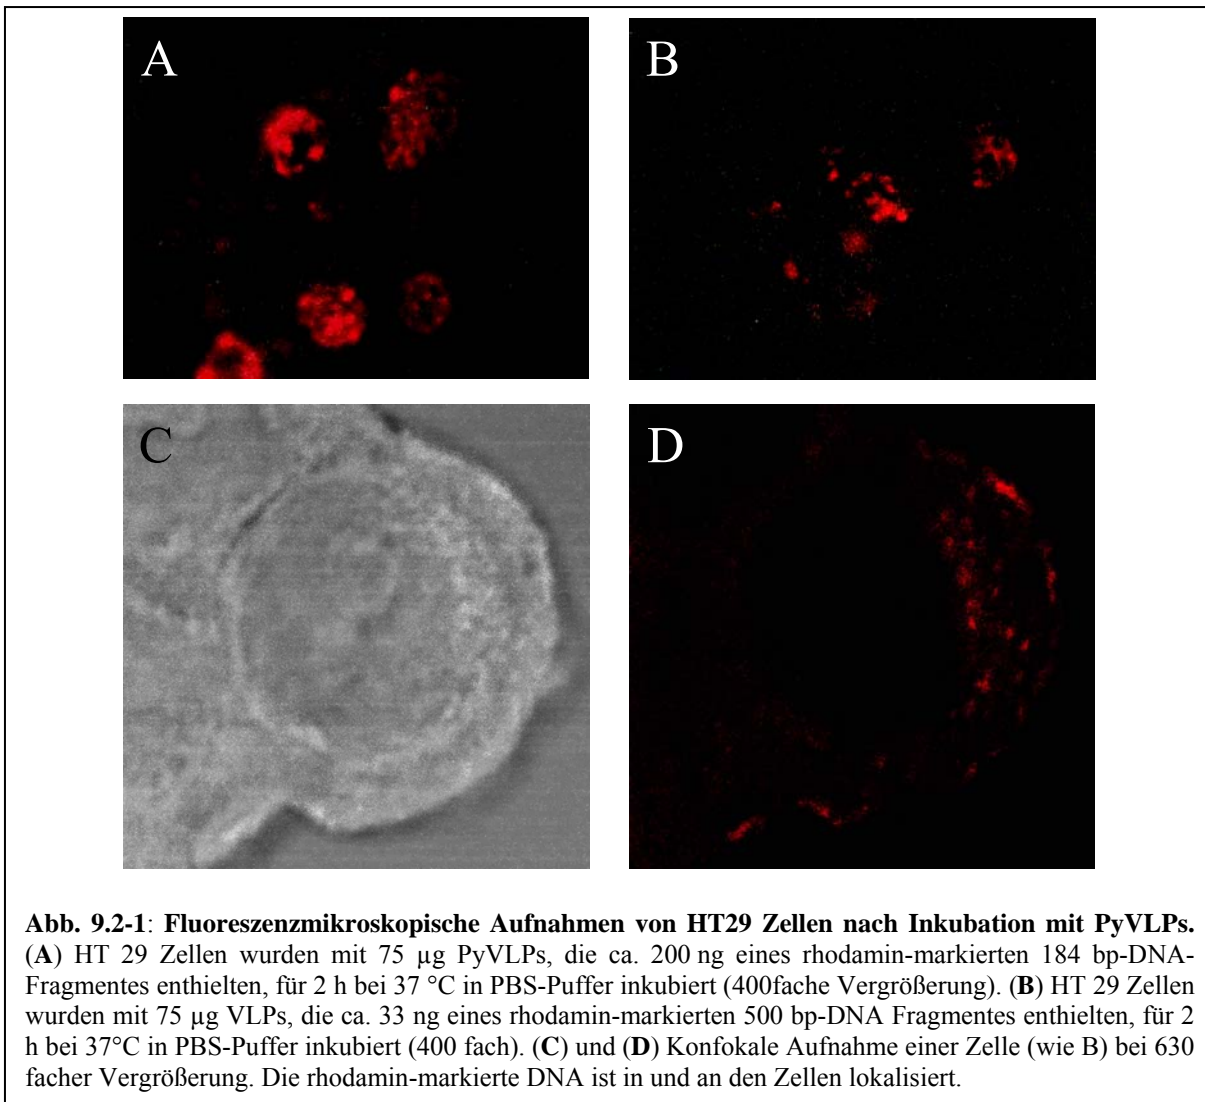 A
B
C
D
Abb. 9.2-1: Fluoreszenzmikroskopische Aufnahmen von HT29 Zellen nach Inkubation mit PyVLPs.
(A) HT 29 Zellen wurden mit 75 µg PyVLPs, die ca. 200 ng eines rhodamin-markierten 184 bp-DNA-
Fragmentes enthielten, für 2 h bei 37 °C in PBS-Puffer inkubiert (400fache Vergrößerung). (B) HT 29 Zellen
wurden mit 75 µg VLPs, die ca. 33 ng eines rhodamin-markierten 500 bp-DNA Fragmentes enthielten, für 2
h bei 37°C in PBS-Puffer inkubiert (400 fach). (C) und (D) Konfokale Aufnahme einer Zelle (wie B) bei 630
facher Vergrößerung. Die rhodamin-markierte DNA ist in und an den Zellen lokalisiert.